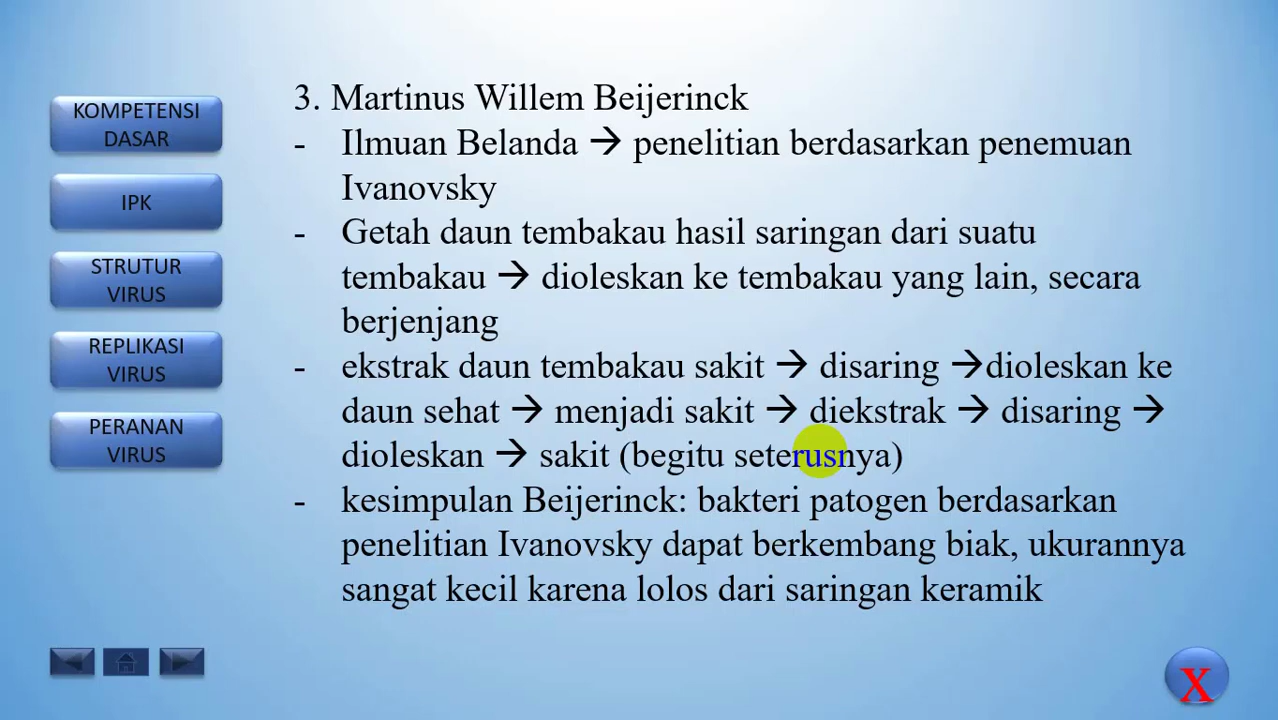 KOMPETENSI
DASAR
IPK
STRUTUR
VIRUS
REPLIKASI
VIRUS
PERANAN
VIRUS
3. Martinus Willem Beijerinck
- Ilmuan Belanda → penelitian berdasarkan penemuan
Ivanovsky
- Getah daun tembakau hasil saringan dari suatu
tembakau → dioleskan ke tembakau yang lain, secara
berjenjang
- ekstrak daun tembakau sakit → disaring →dioleskan ke
daun sehat → menjadi sakit → diekstrak → disaring →
dioleskan → sakit (begitu seterusnya)
- kesimpulan Beijerinck: bakteri patogen berdasarkan
penelitian Ivanovsky dapat berkembang biak, ukurannya
sangat kecil karena lolos dari saringan keramik
X